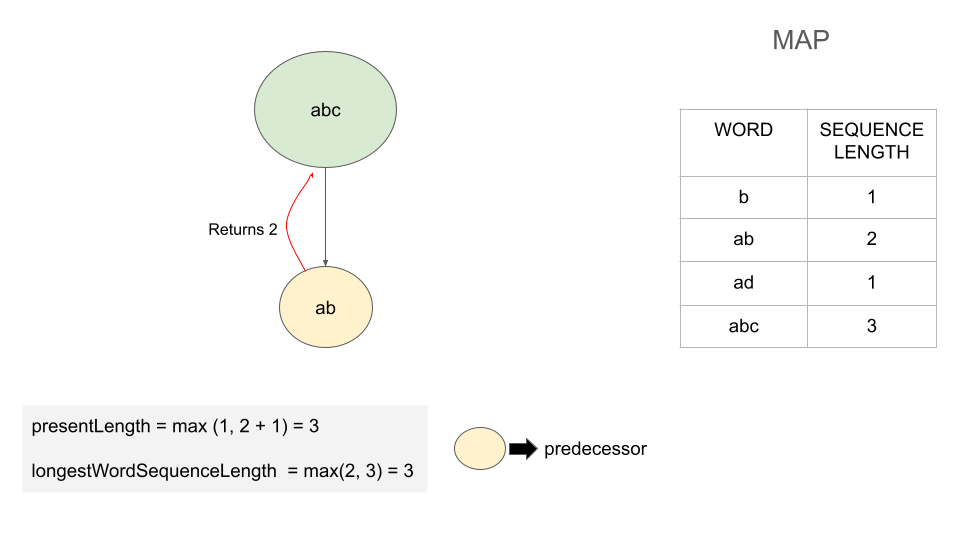 MAP
abc
WORD
SEQUENCE
LENGTH
b
1
ab
2
ad
1
abc
3
Returns 2
ab
presentLength = max (1, 2 + 1) = 3
longestWordSequenceLength = max(2, 3) = 3
predecessor